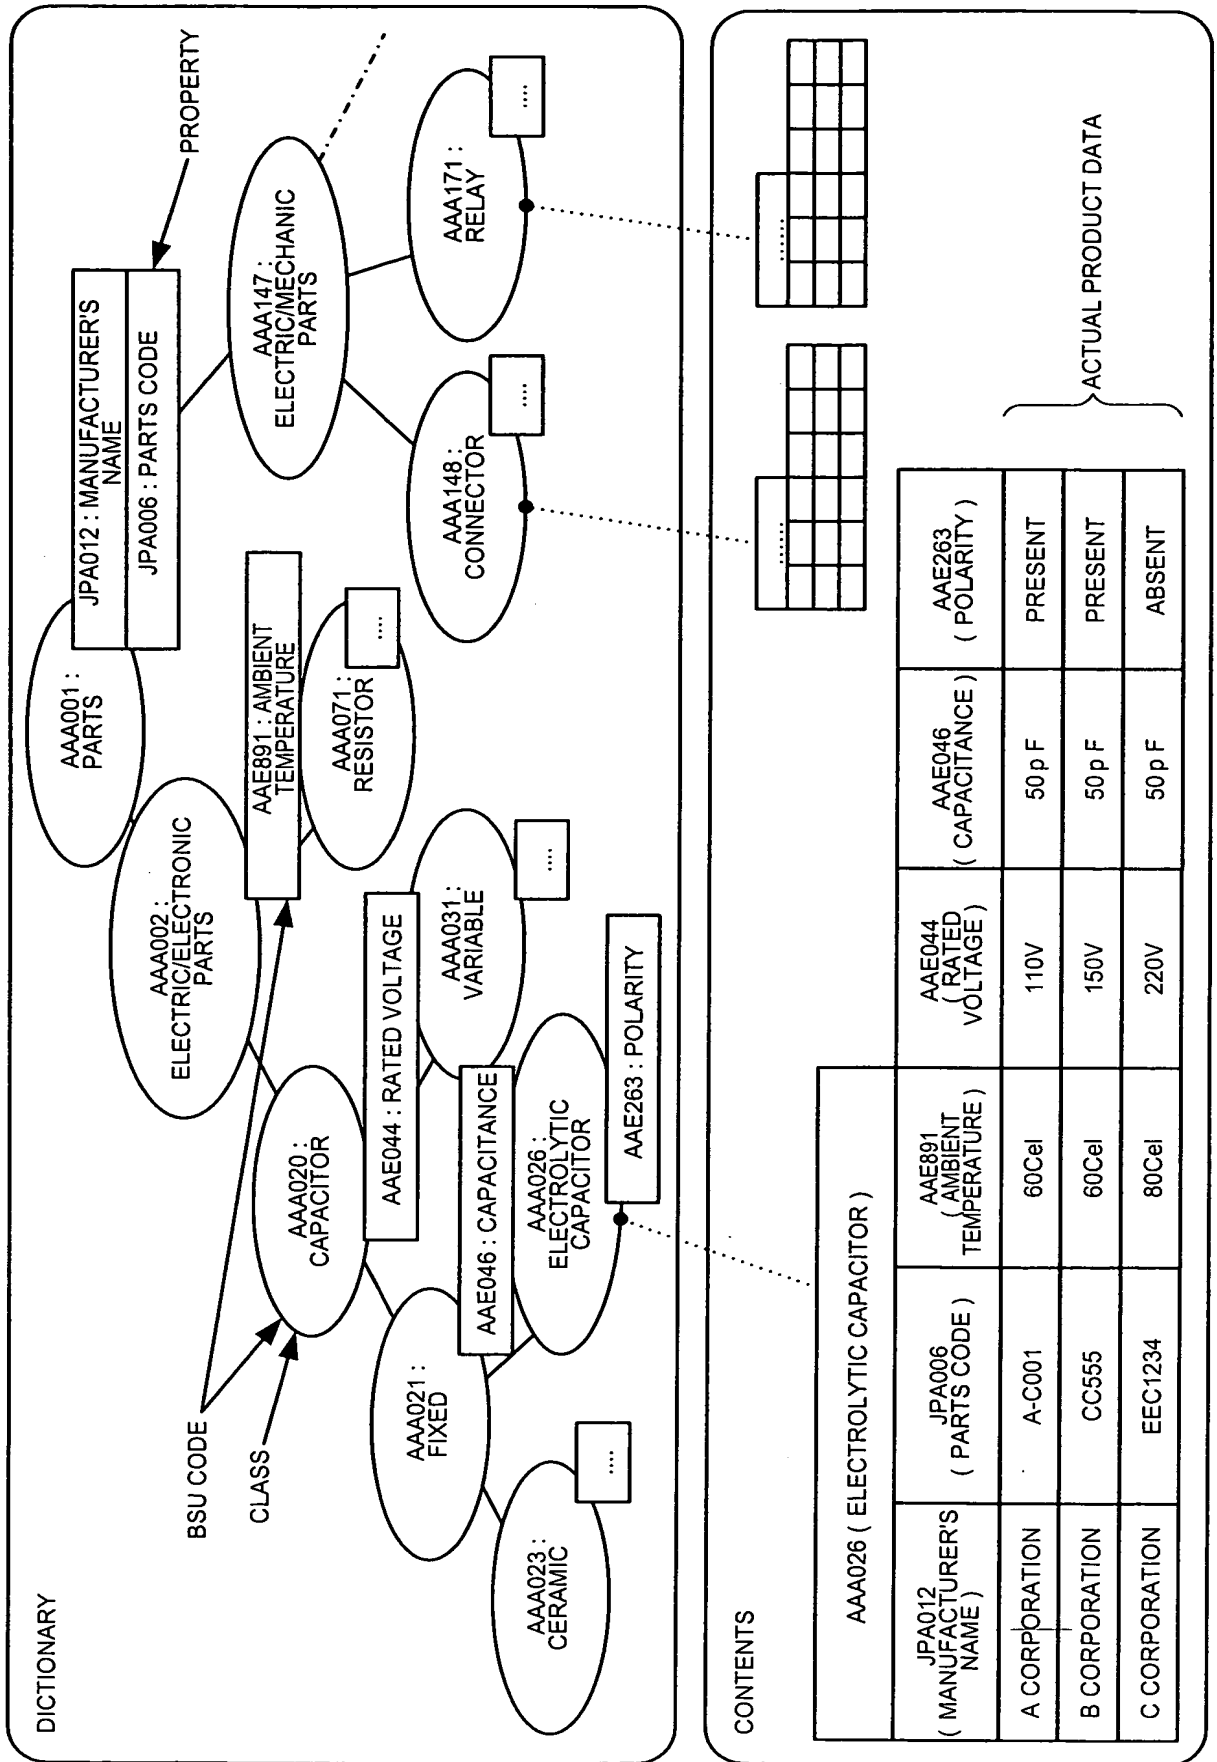 DICTIONARY
BSU CODE
CLASS
PROPERTY
AAA001 :
PARTS
JPA012 : MANUFACTURER'S
NAME
JPA006 : PARTS CODE
AAA002 :
ELECTRIC/ELECTRONIC
PARTS
AAE891 : AMBIENT
TEMPERATURE
AAA147 :
ELECTRIC/MECHANIC
PARTS
AAA020 :
CAPACITOR
AAE044 : RATED VOLTAGE
AAA071 :
RESISTOR
....
AAA021 :
FIXED
AAE046 : CAPACITANCE
AAA031 :
VARIABLE
....
AAA148 :
CONNECTOR
....
AAA171 :
RELAY
....
AAA023 :
CERAMIC
....
AAA026 :
ELECTROLYTIC
CAPACITOR
AAE263 : POLARITY
CONTENTS
......
......
AAA026 ( ELECTROLYTIC CAPACITOR )
JPA012
( MANUFACTURER'S
NAME )
JPA006
( PARTS CODE )
AAE891
( AMBIENT
TEMPERATURE )
AAE044
( RATED
VOLTAGE )
AAE046
( CAPACITANCE )
AAE263
( POLARITY )
A CORPORATION A-C001 60Cel 110V 50pF PRESENT
B CORPORATION CC555 60Cel 150V 50pF PRESENT
C CORPORATION EEC1234 80Cel 220V 50pF ABSENT
ACTUAL PRODUCT DATA